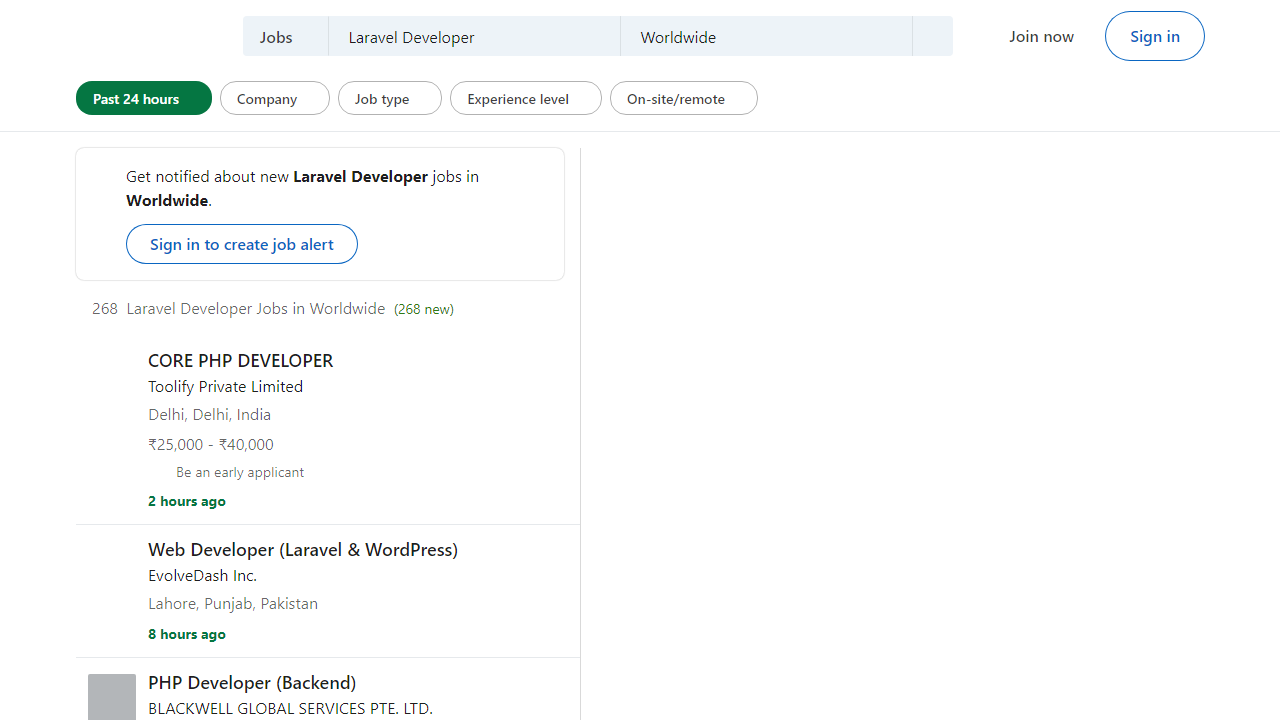 Jobs
Laravel Developer
Worldwide
Join now
Sign in
Past 24 hours
Company
Job type
Experience level
On-site/remote
Get notified about new Laravel Developer jobs in
Worldwide.
Sign in to create job alert
268 Laravel Developer Jobs in Worldwide (268 new)
CORE PHP DEVELOPER
Toolify Private Limited
Delhi, Delhi, India
₹25,000 - ₹40,000
Be an early applicant
2 hours ago
Web Developer (Laravel & WordPress)
EvolveDash Inc.
Lahore, Punjab, Pakistan
8 hours ago
PHP Developer (Backend)
BLACKWELL GLOBAL SERVICES PTE. LTD.